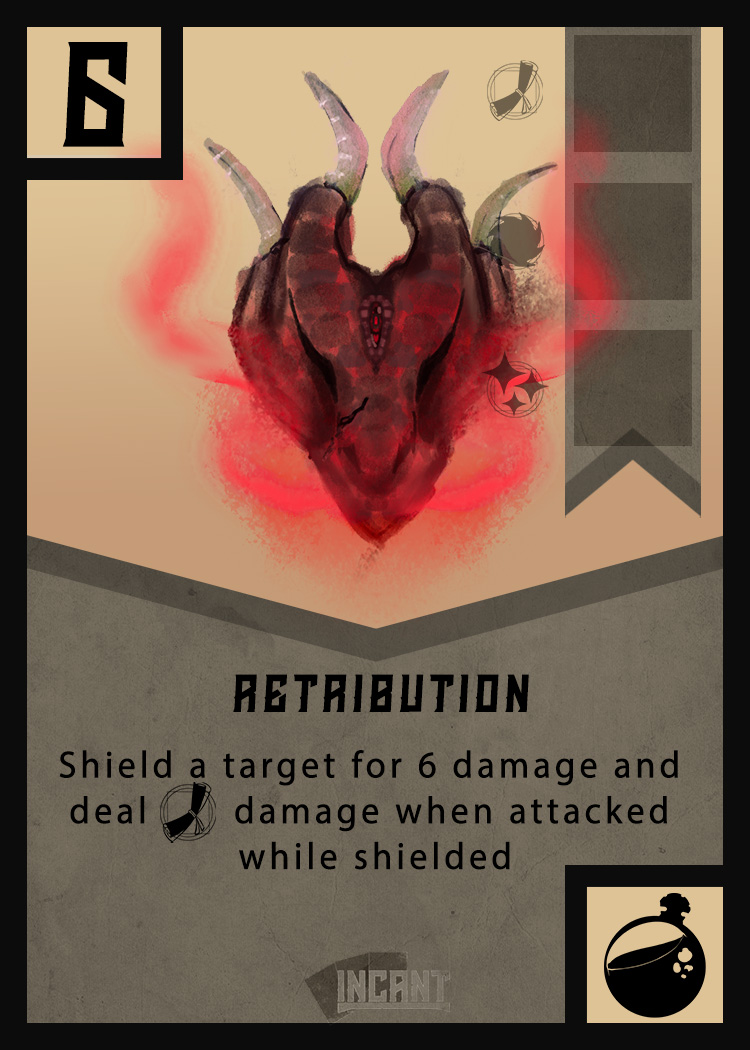 6
RETRIBUTION
Shield a target for 6 damage and
deal damage when attacked
while shielded
INCANT